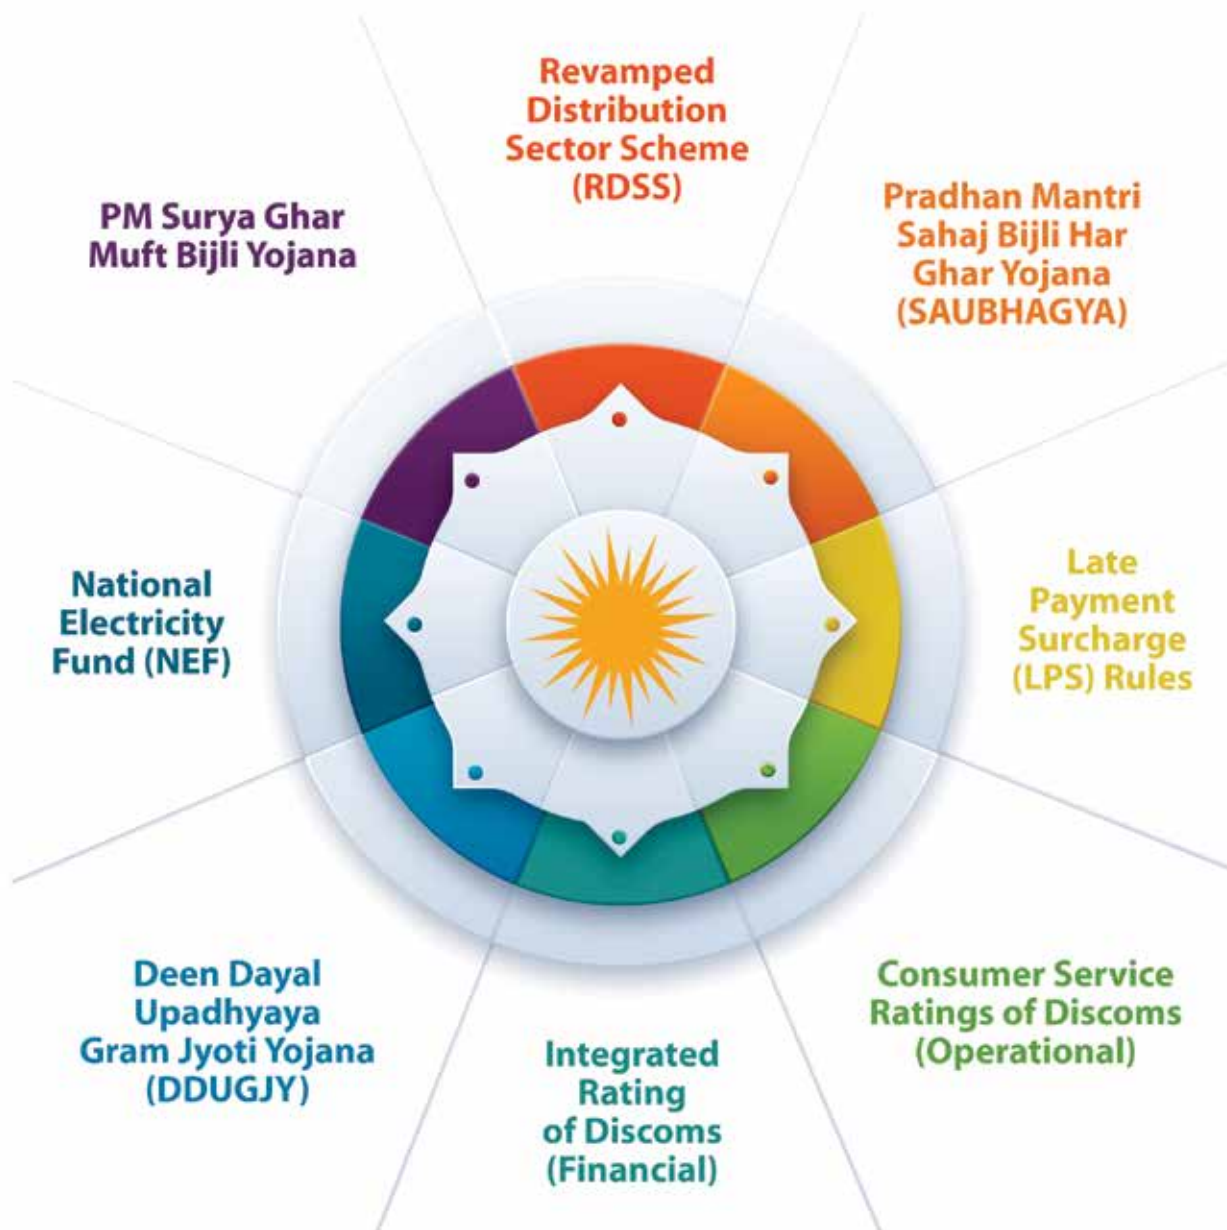 Revamped
Distribution
Sector Scheme
(RDSS)
Pradhan Mantri
Sahaj Bijli Har
Ghar Yojana
(SAUBHAGYA)
Late
Payment
Surcharge
(LPS) Rules
Consumer Service
Ratings of Discoms
(Operational)
Integrated
Rating
of Discoms
(Financial)
Deen Dayal
Upadhyaya
Gram Jyoti Yojana
(DDUGJY)
National
Electricity
Fund (NEF)
PM Surya Ghar
Muft Bijli Yojana